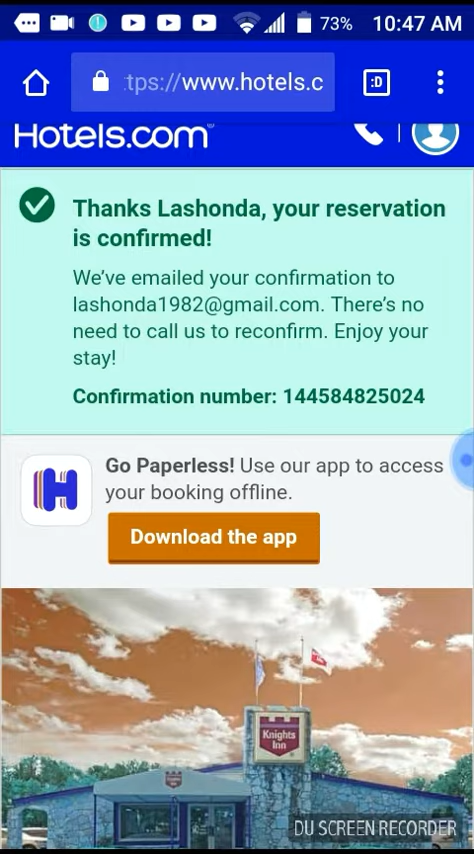 73% 10:47 AM
tps://www.hotels.c
:D
Hotels.com
Thanks Lashonda, your reservation
is confirmed!
We’ve emailed your confirmation to
lashonda1982@gmail.com. There’s no
need to call us to reconfirm. Enjoy your
stay!
Confirmation number: 144584825024
Go Paperless! Use our app to access
your booking offline.
H
Download the app
Knights
Inn
DU SCREEN RECORDER